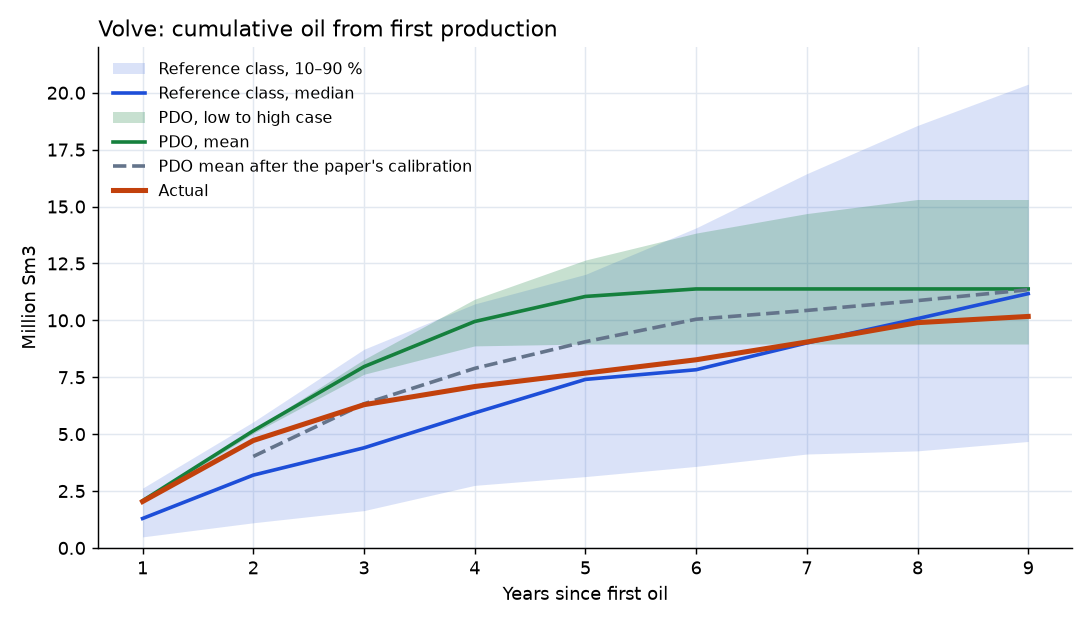 Volve: cumulative oil from first production
Reference class, 10–90 %
Reference class, median
PDO, low to high case
PDO, mean
PDO mean after the paper's calibration
Actual
Million Sm3
20.0
17.5
15.0
12.5
10.0
7.5
5.0
2.5
0.0
1 2 3 4 5 6 7 8 9
Years since first oil